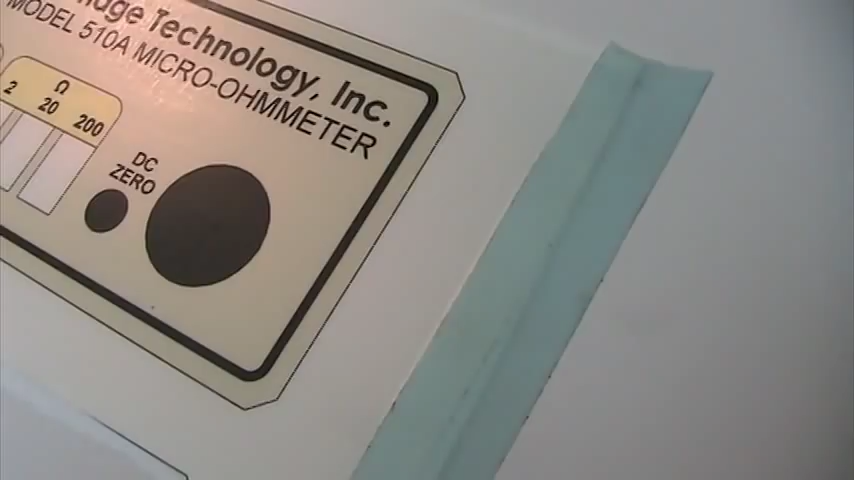 Technology, Inc.
MODEL 510A MICRO-OHMMETER
Ω
2 20 200
DC
ZERO